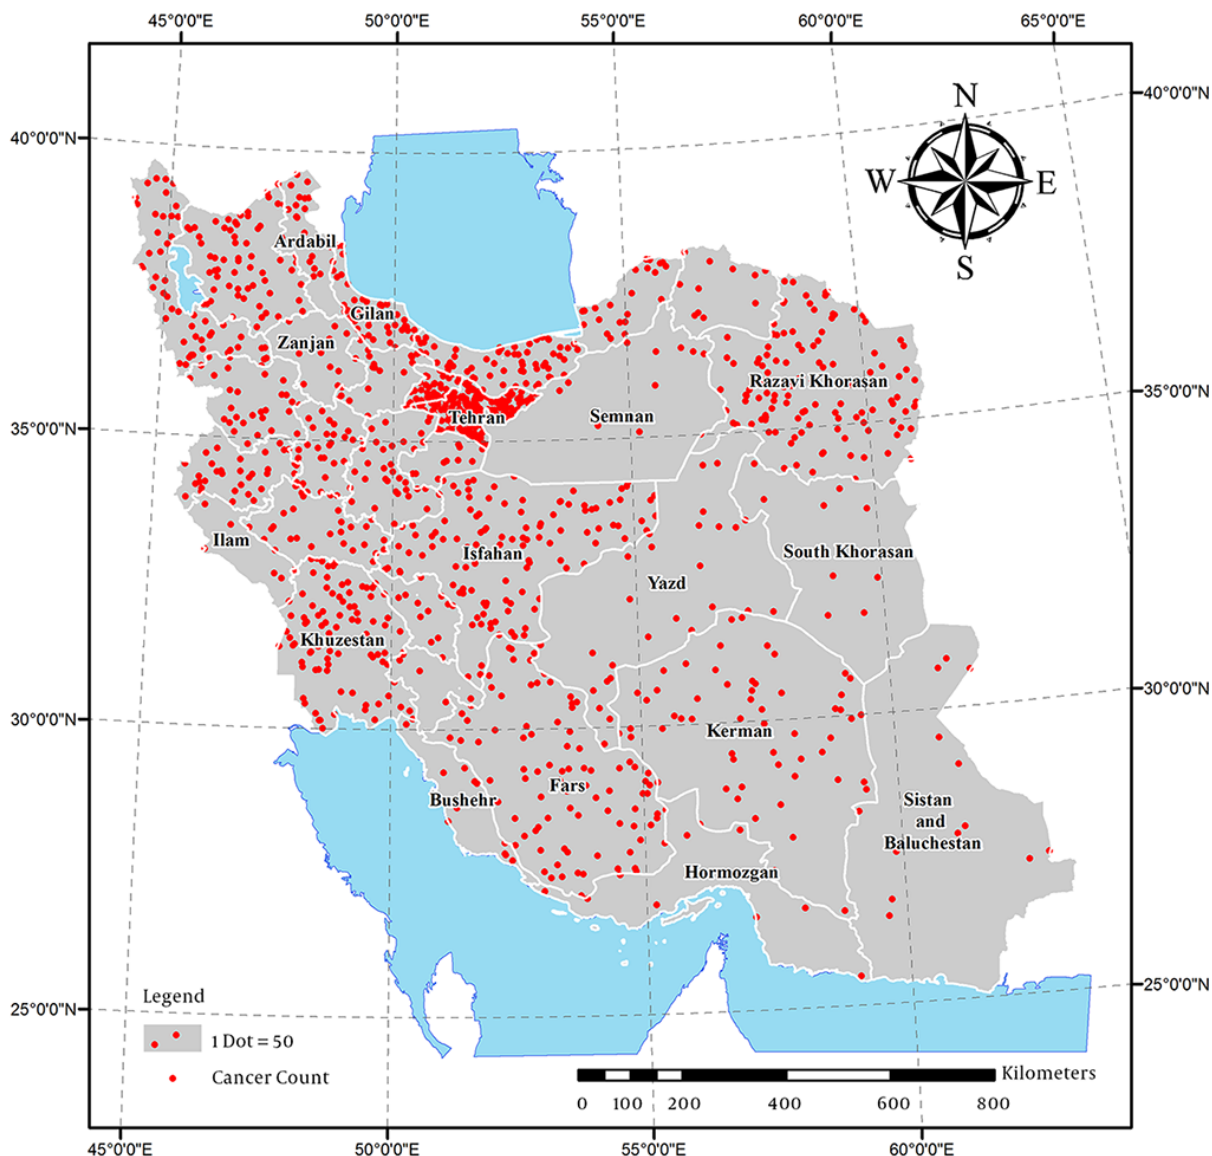 45°0'0"E 50°0'0"E 55°0'0"E 60°0'0"E 65°0'0"E
N
40°0'0"N
W E
40°0'0"N
S
Ardabil
Gilan
Zanjan
Razavi Khorasan
35°0'0"N
Tehran
Semnan
35°0'0"N
Ilam
Isfahan
South Khorasan
Yazd
Khuzestan
30°0'0"N
30°0'0"N
Kerman
Fars
Bushehr
Sistan
and
Baluchestan
Hormozgan
25°0'0"N
Legend
25°0'0"N
1 Dot = 50
Cancer Count
Kilometers
0 100 200 400 600 800
45°0'0"E 50°0'0"E 55°0'0"E 60°0'0"E